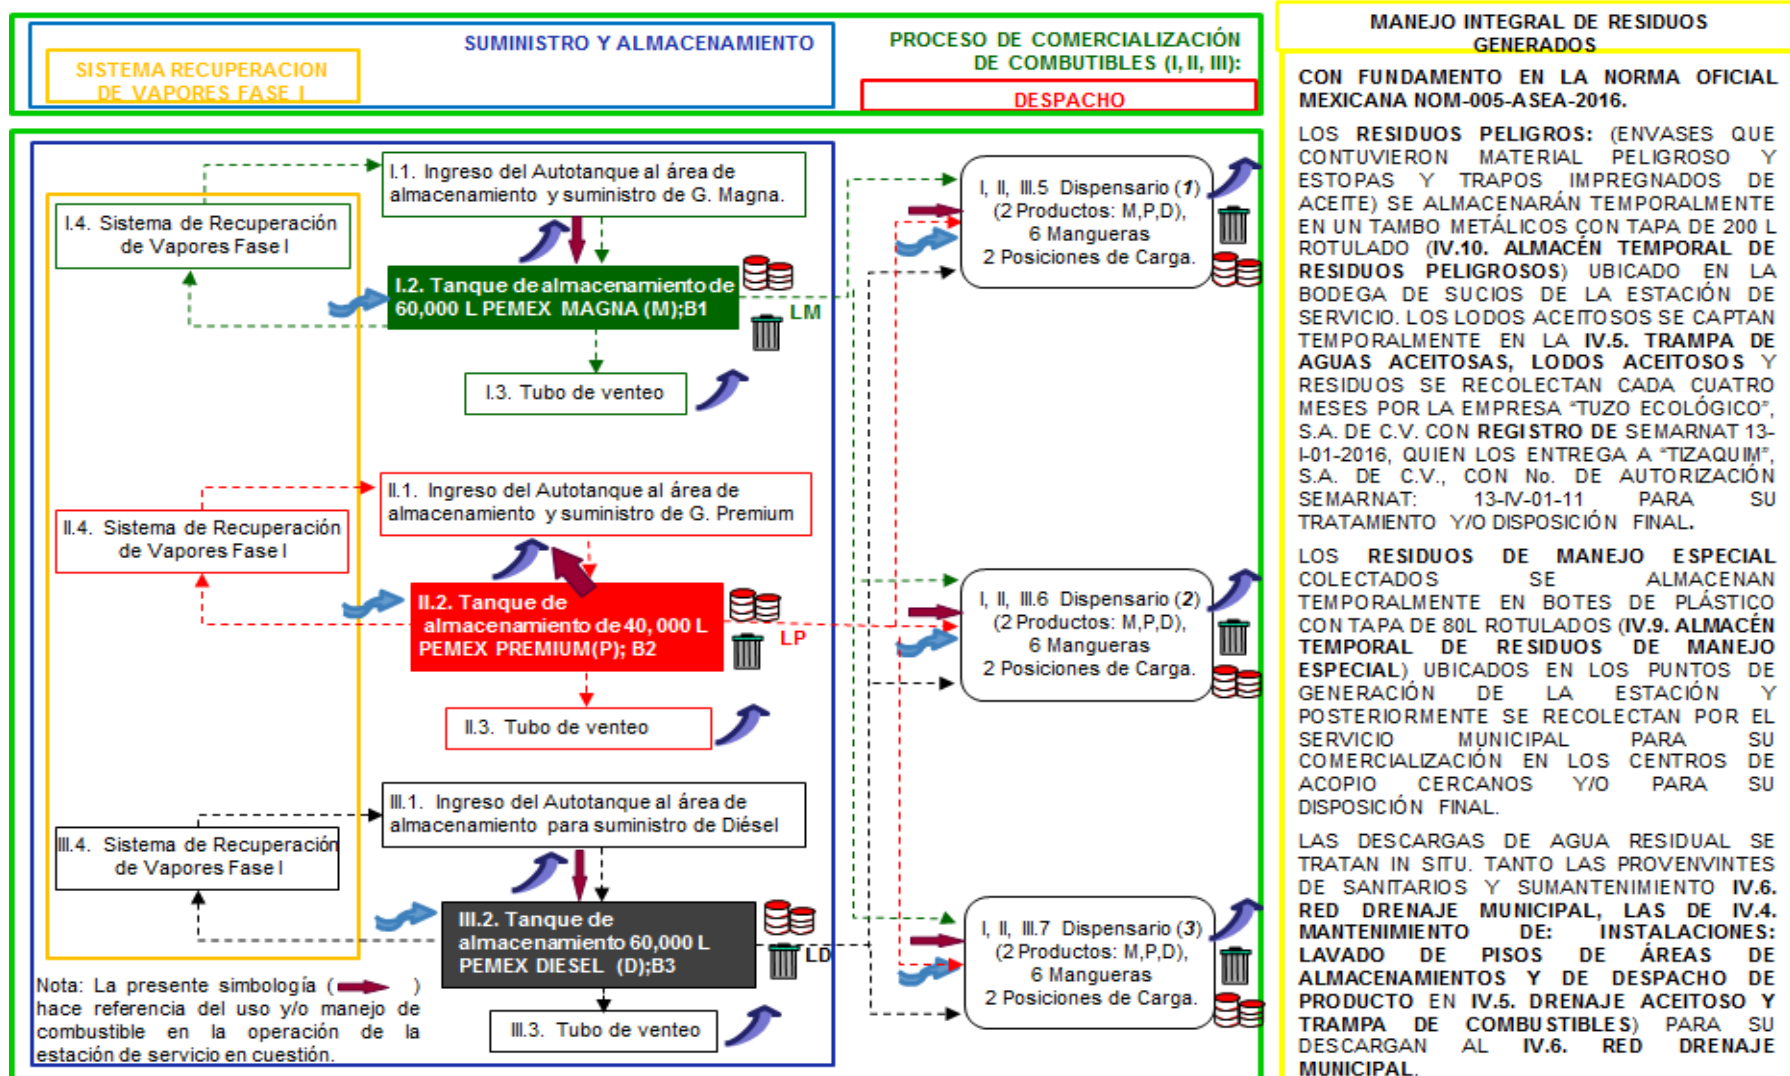 SUMINISTRO Y ALMACENAMIENTO
SISTEMA RECUPERACION
DE VAPORES FASE I
PROCESO DE COMERCIALIZACIÓN
DE COMBUTIBLES (I, II, III):
DESPACHO
I.1. Ingreso del Autotanque al área de
almacenamiento y suministro de G. Magna.
I.4. Sistema de Recuperación
de Vapores Fase I
I.2. Tanque de almacenamiento de
60,000 L PEMEX MAGNA (M);B1
LM
I.3. Tubo de venteo
II.1. Ingreso del Autotanque al área de
almacenamiento y suministro de G. Premium
II.4. Sistema de Recuperación
de Vapores Fase I
II.2. Tanque de
almacenamiento de 40, 000 L
PEMEX PREMIUM(P); B2
LP
II.3. Tubo de venteo
III.1. Ingreso del Autotanque al área de
almacenamiento para suministro de Diésel
III.4. Sistema de Recuperación
de Vapores Fase I
III.2. Tanque de
almacenamiento 60,000 L
PEMEX DIESEL (D);B3
LD
III.3. Tubo de venteo
Nota: La presente simbología ( )
hace referencia del uso y/o manejo de
combustible en la operación de la
estación de servicio en cuestión.
I, II, III.5 Dispensario (1)
(2 Productos: M,P,D),
6 Mangueras
2 Posiciones de Carga.
I, II, III.6 Dispensario (2)
(2 Productos: M,P,D),
6 Mangueras
2 Posiciones de Carga.
I, II, III.7 Dispensario (3)
(2 Productos: M,P,D),
6 Mangueras
2 Posiciones de Carga.
MANEJO INTEGRAL DE RESIDUOS
GENERADOS
CON FUNDAMENTO EN LA NORMA OFICIAL
MEXICANA NOM-005-ASEA-2016.
LOS RESIDUOS PELIGROS: (ENVASES QUE
CONTUVIERON MATERIAL PELIGROSO Y
ESTOPAS Y TRAPOS IMPREGNADOS DE
ACEITE) SE ALMACENARÁN TEMPORALMENTE
EN UN TAMBO METÁLICOS CON TAPA DE 200 L
ROTULADO (IV.10. ALMACÉN TEMPORAL DE
RESIDUOS PELIGROSOS) UBICADO EN LA
BODEGA DE SUCIOS DE LA ESTACIÓN DE
SERVICIO. LOS LODOS ACEITOSOS SE CAPTAN
TEMPORALMENTE EN LA IV.5. TRAMPA DE
AGUAS ACEITOSAS, LODOS ACEITOSOS Y
RESIDUOS SE RECOLECTAN CADA CUATRO
MESES POR LA EMPRESA "TUZO ECOLÓGICO",
S.A. DE C.V. CON REGISTRO DE SEMARNAT 13-
I-01-2016, QUIEN LOS ENTREGA A "TIZAQUIM",
S.A. DE C.V., CON No. DE AUTORIZACIÓN
SEMARNAT: 13-IV-01-11 PARA SU
TRATAMIENTO Y/O DISPOSICIÓN FINAL.
LOS RESIDUOS DE MANEJO ESPECIAL
COLECTADOS SE ALMACENAN
TEMPORALMENTE EN BOTES DE PLÁSTICO
CON TAPA DE 80L ROTULADOS (IV.9. ALMACÉN
TEMPORAL DE RESIDUOS DE MANEJO
ESPECIAL) UBICADOS EN LOS PUNTOS DE
GENERACIÓN DE LA ESTACIÓN Y
POSTERIORMENTE SE RECOLECTAN POR EL
SERVICIO MUNICIPAL PARA SU
COMERCIALIZACIÓN EN LOS CENTROS DE
ACOPIO CERCANOS Y/O PARA SU
DISPOSICIÓN FINAL.
LAS DESCARGAS DE AGUA RESIDUAL SE
TRATAN IN SITU. TANTO LAS PROVENVINTES
DE SANITARIOS Y SUMANTENIMIENTO IV.6.
RED DRENAJE MUNICIPAL, LAS DE IV.4.
MANTENIMIENTO DE: INSTALACIONES:
LAVADO DE PISOS DE ÁREAS DE
ALMACENAMIENTOS Y DE DESPACHO DE
PRODUCTO EN IV.5. DRENAJE ACEITOSO Y
TRAMPA DE COMBUSTIBLES) PARA SU
DESCARGAN AL IV.6. RED DRENAJE
MUNICIPAL.